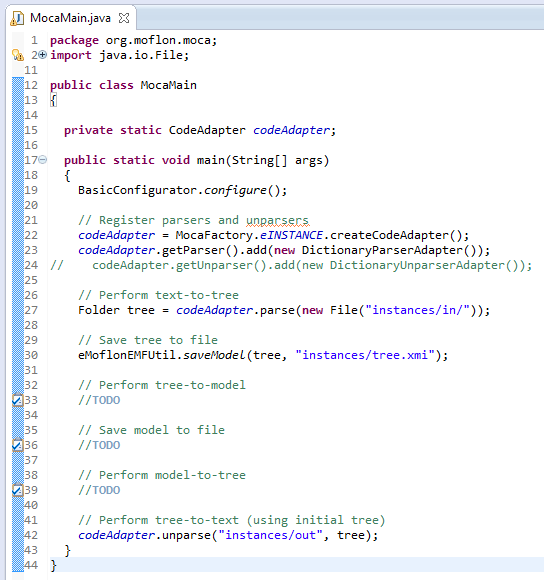 MocaMain.java
1 package org.moflon.moca;
2 import java.io.File;
11
12 public class MocaMain
13 {
14
15 private static CodeAdapter codeAdapter;
16
17 public static void main(String[] args)
18 {
19 BasicConfigurator.configure();
20
21 // Register parsers and unparsers
22 codeAdapter = MocaFactory.eINSTANCE.createCodeAdapter();
23 codeAdapter.getParser().add(new DictionaryParserAdapter());
24 // codeAdapter.getUnparser().add(new DictionaryUnparserAdapter());
25
26 // Perform text-to-tree
27 Folder tree = codeAdapter.parse(new File("instances/in/"));
28
29 // Save tree to file
30 eMoflonEMFUtil.saveModel(tree, "instances/tree.xmi");
31
32 // Perform tree-to-model
33 //TODO
34
35 // Save model to file
36 //TODO
37
38 // Perform model-to-tree
39 //TODO
40
41 // Perform tree-to-text (using initial tree)
42 codeAdapter.unparse("instances/out", tree);
43 }
44 }